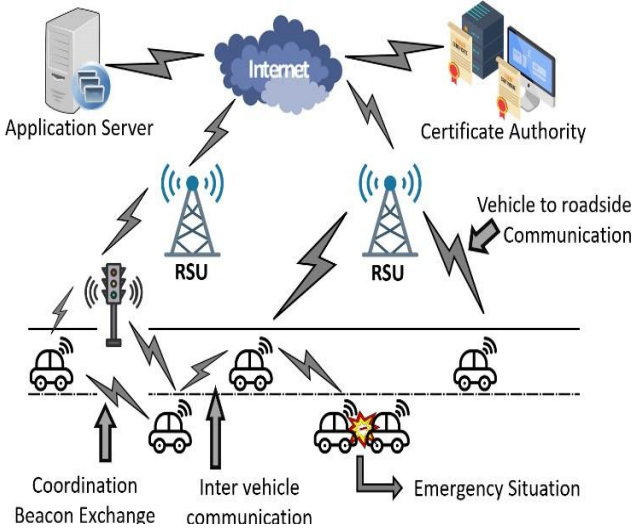 Internet
Application Server
Certificate Authority
Vehicle to roadside
Communication
RSU
RSU
Coordination
Beacon Exchange
Inter vehicle
communication
Emergency Situation